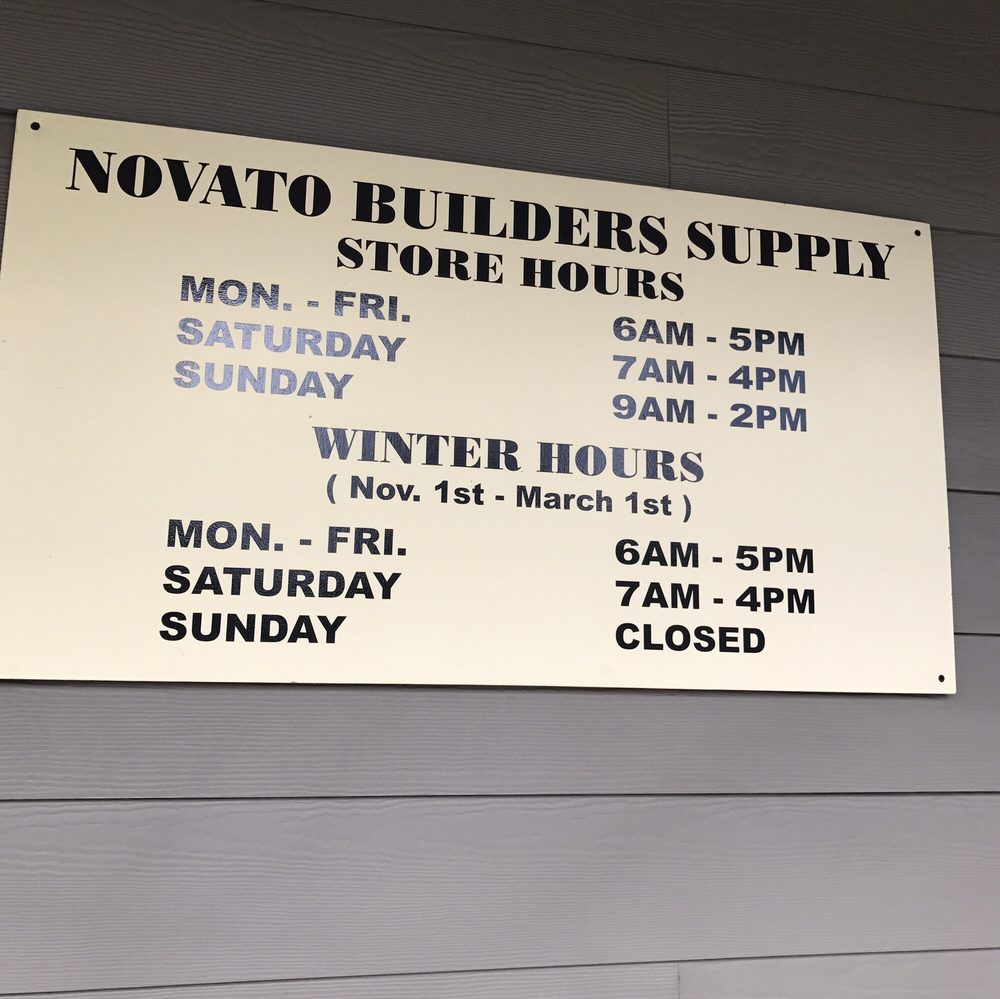 NOVATO BUILDERS SUPPLY
STORE HOURS
MON. - FRI. 6AM - 5PM
SATURDAY 7AM - 4PM
SUNDAY 9AM - 2PM
WINTER HOURS
( Nov. 1st - March 1st )
MON. - FRI. 6AM - 5PM
SATURDAY 7AM - 4PM
SUNDAY CLOSED